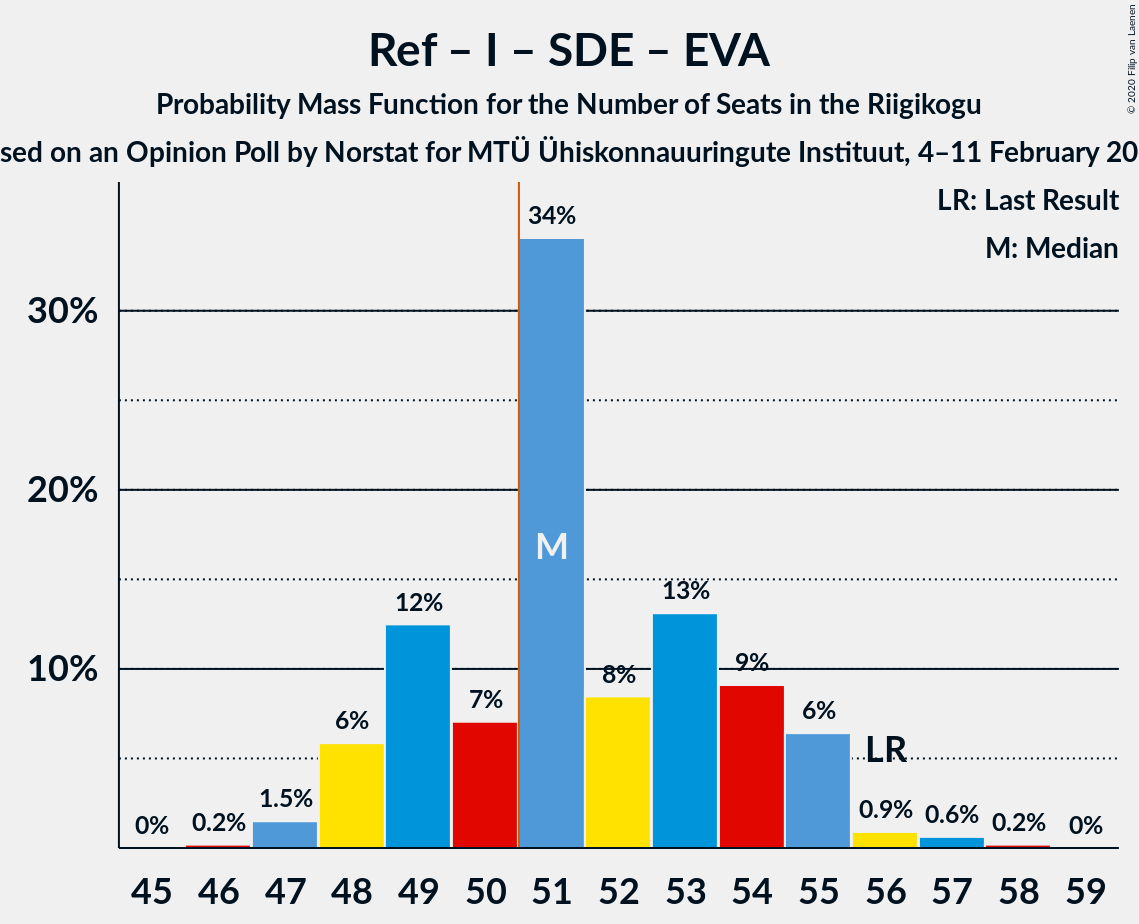 Ref – I – SDE – EVA
Probability Mass Function for the Number of Seats in the Riigikogu
sed on an Opinion Poll by Norstat for MTÜ Ühiskonnauuringute Instituut, 4–11 February 20
© 2020 Filip van Laenen
LR: Last Result
M: Median
34%
30%
20%
M
13%
12%
10%
9%
8%
7%
6%
6%
LR
1.5%
0.9%
0.6%
0%
0.2%
0.2%
0%
45 46 47 48 49 50 51 52 53 54 55 56 57 58 59